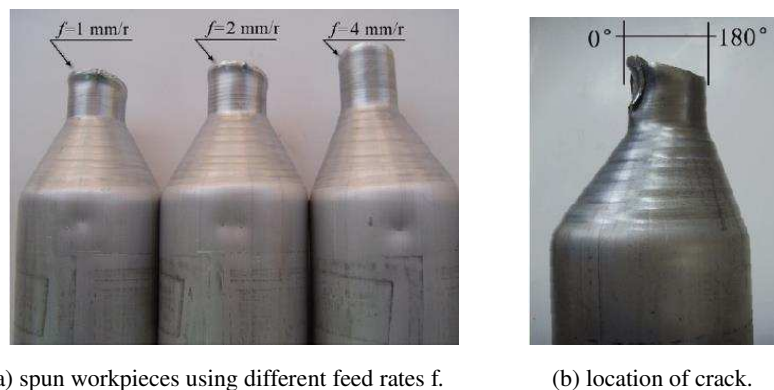 f=1 mm/r
f=2 mm/r
f=4 mm/r
0°
180°
a) spun workpieces using different feed rates f.
(b) location of crack.